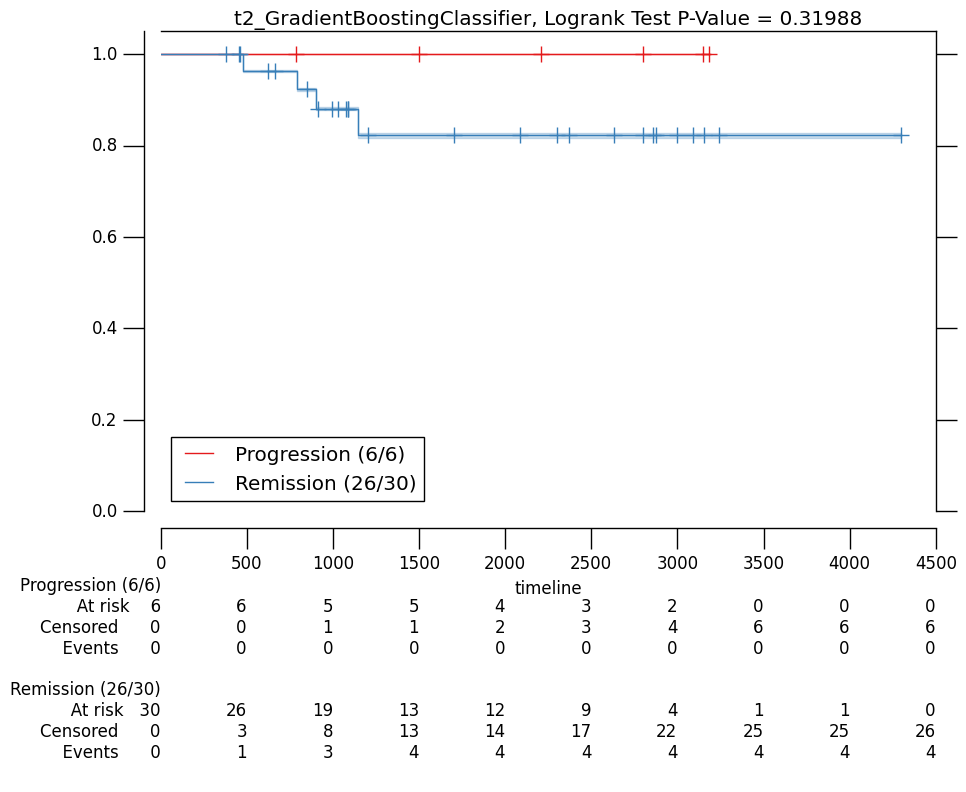 t2_GradientBoostingClassifier, Logrank Test P-Value = 0.31988
1.0
0.8
0.6
0.4
0.2
0.0
Progression (6/6)
Remission (26/30)
0 500 1000 1500 2000 2500 3000 3500 4000 4500
timeline
Progression (6/6)
At risk 6 6 5 5 4 3 2 0 0 0
Censored 0 0 1 1 2 3 4 6 6 6
Events 0 0 0 0 0 0 0 0 0 0
Remission (26/30)
At risk 30 26 19 13 12 9 4 1 1 0
Censored 0 3 8 13 14 17 22 25 25 26
Events 0 1 3 4 4 4 4 4 4 4